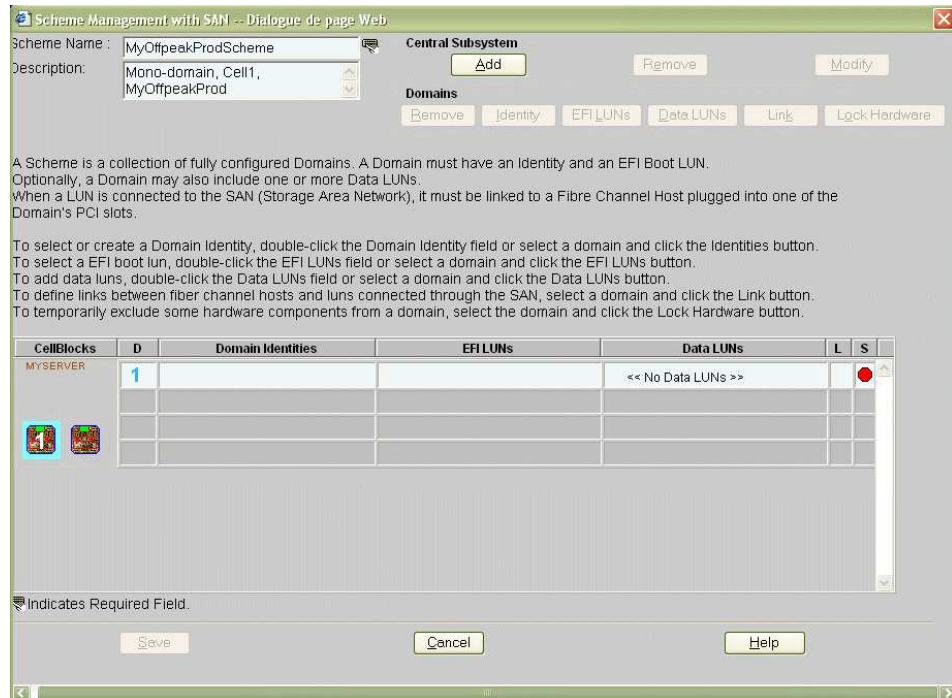 Scheme Management with SAN -- Dialogue de page Web
Scheme Name :
MyOffpeakProdScheme
Description:
Mono-domain, Cell1,
MyOffpeakProd
Central Subsystem
Add Remove Modify
Domains
Remove Identity EFI LUNs Data LUNs Link Lock Hardware
A Scheme is a collection of fully configured Domains. A Domain must have an Identity and an EFI Boot LUN.
Optionally, a Domain may also include one or more Data LUNs.
When a LUN is connected to the SAN (Storage Area Network), it must be linked to a Fibre Channel Host plugged into one of the
Domain's PCI slots.
To select or create a Domain Identity, double-click the Domain Identity field or select a domain and click the Identities button.
To select a EFI boot lun, double-click the EFI LUNs field or select a domain and click the EFI LUNs button.
To add data luns, double-click the Data LUNs field or select a domain and click the Data LUNs button.
To define links between fiber channel hosts and luns connected through the SAN, select a domain and click the Link button.
To temporarily exclude some hardware components from a domain, select the domain and click the Lock Hardware button.
CellBlocks D Domain Identities EFI LUNs Data LUNs L S
MYSERVER
1 << No Data LUNs >>
1
Indicates Required Field.
Save Cancel Help